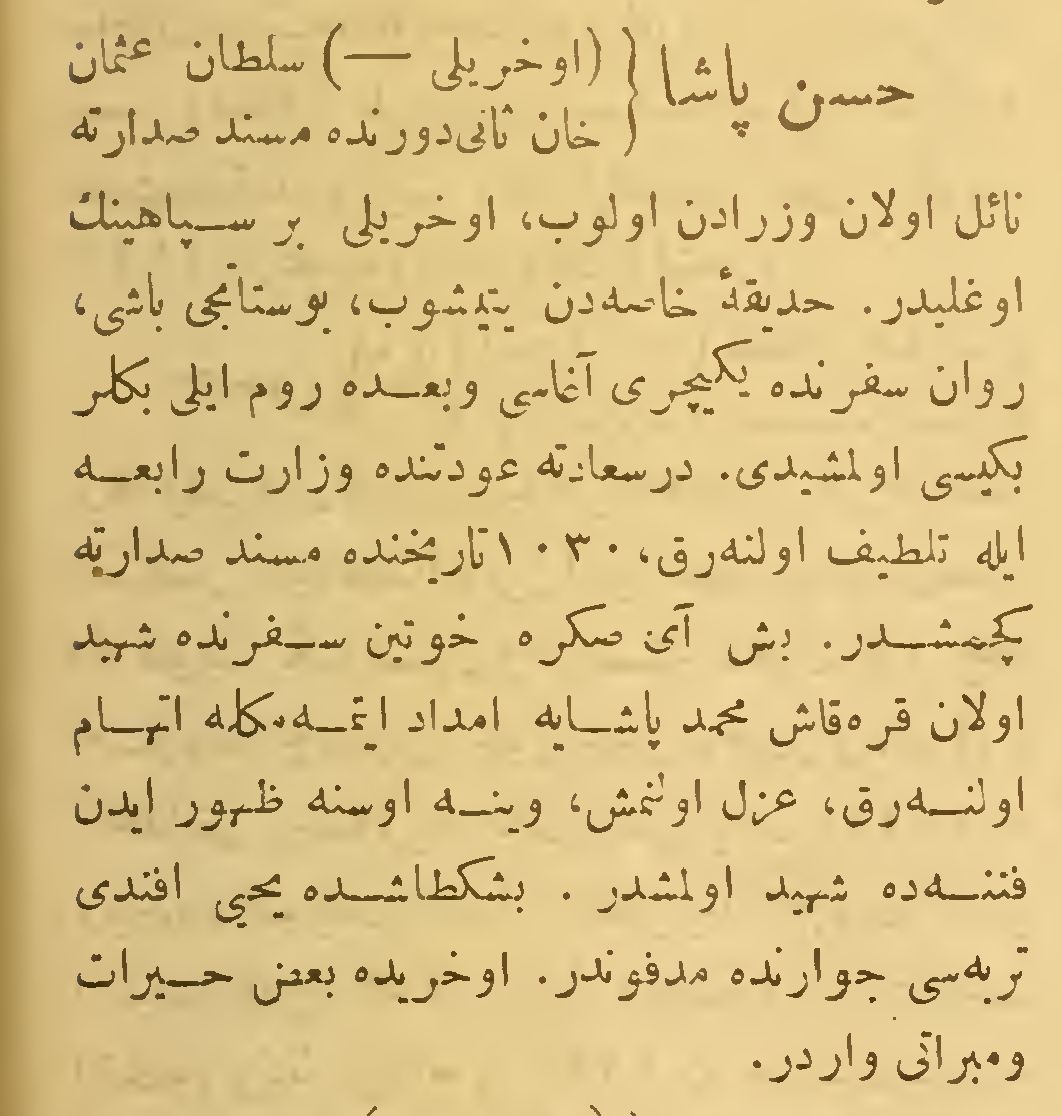 حسن پاشا { (اوخریلی —) سلطان عثمان
خان ثانی دورنده مسند صدارته
نائل اولان وزرادن اولوب، اوخریلی بر سپاهینك
اوغلیدر. حدیقۀ خاصه‌دن یتیشوب، بوستانجی باشی،
روان سفرنده یکیچری آغاسی وبعده روم ایلی بکلر
بکیسی اولمشیدی. درسعادته عودتنده وزارت رابعه
ایله تلطیف اولنه‌رق، ۱۰۳۰ تاریخنده مسند صدارته
کچمشدر. بش آی صکره خوتین سفرنده شهید
اولان قره‌قاش محمد پاشایه امداد ایتمه‌مکله اتهام
اولنه‌رق، عزل اولنمش، وینه اوسنه ظهور ایدن
فتنه‌ده شهید اولمشدر. بشکطاشده یحیی افندی
تربه‌سی جوارنده مدفوندر. اوخریده بعض خیرات
ومبراتی واردر.